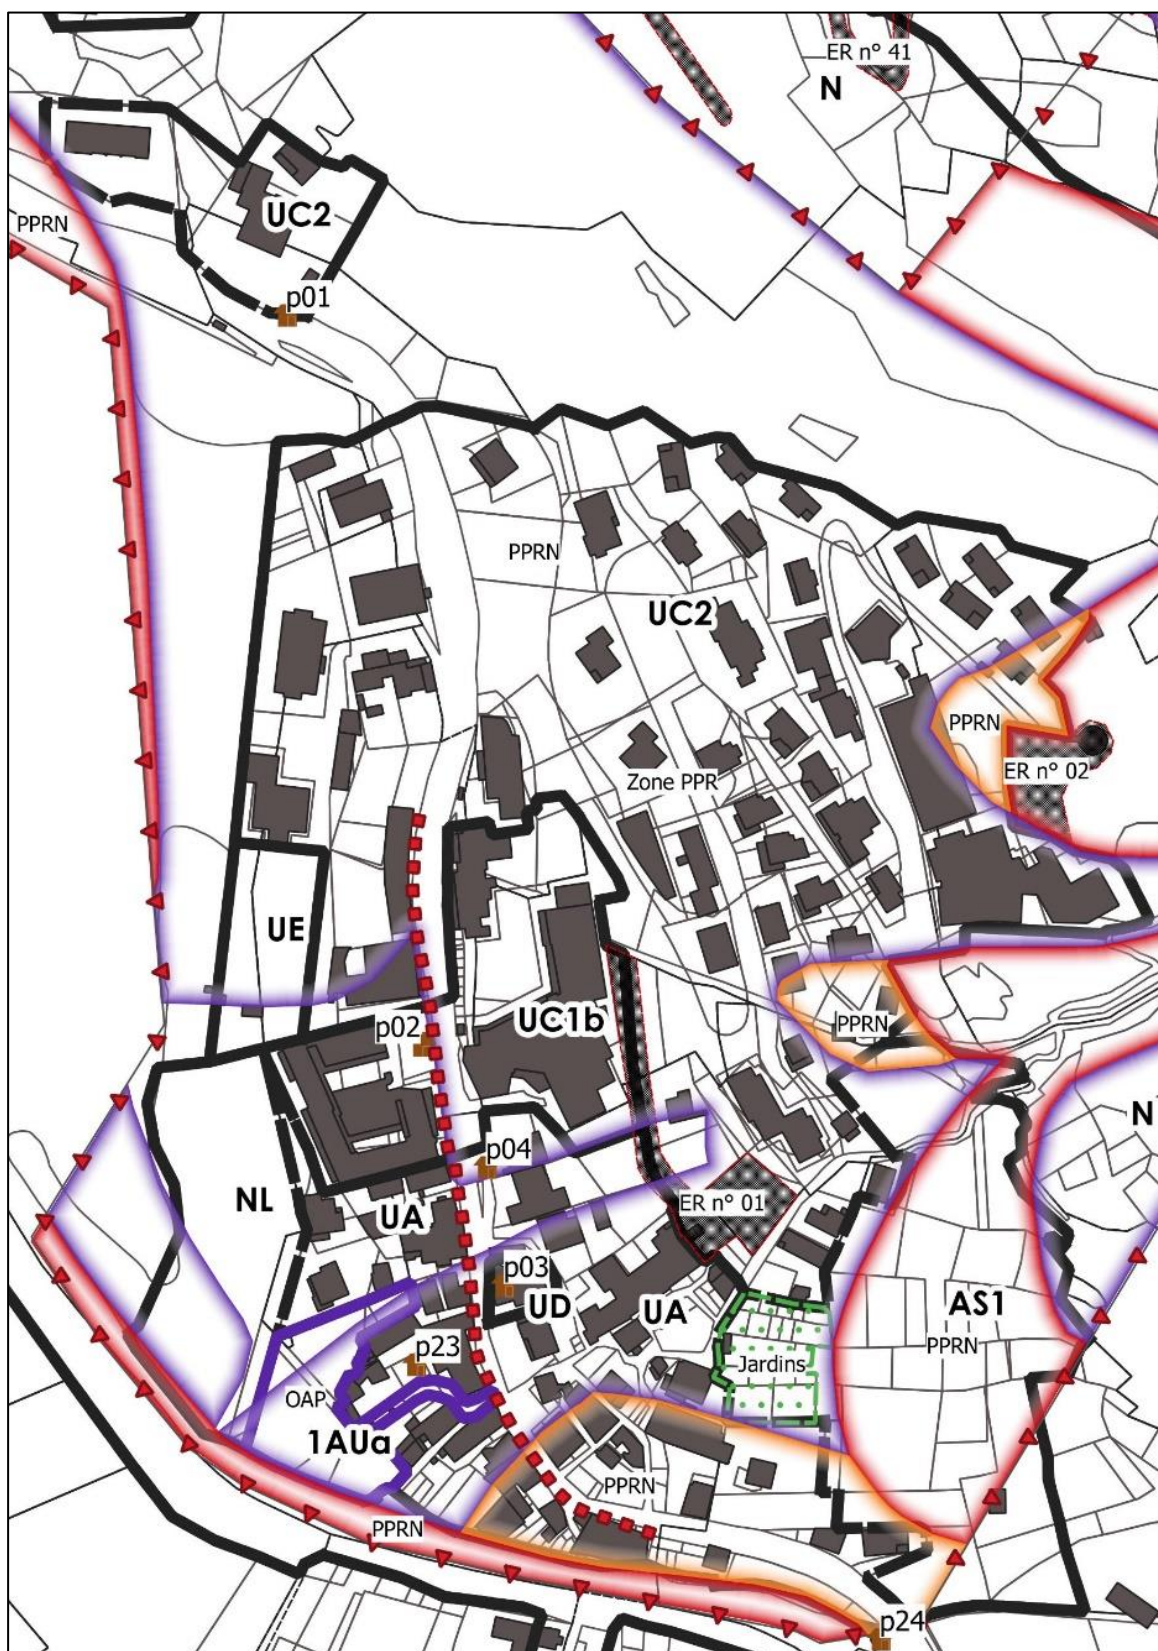 ER n° 41
N
UC2
PPRN
p01
PPRN
UC2
PPRN
Zone PPR
ER n° 02
UE
UC1b
p02
PPRN
N
p04
NL
UA
ER n° 01
p03
UD
UA
AS1
PPRN
p23
Jardins
OAP
1AUa
PPRN
PPRN
p24